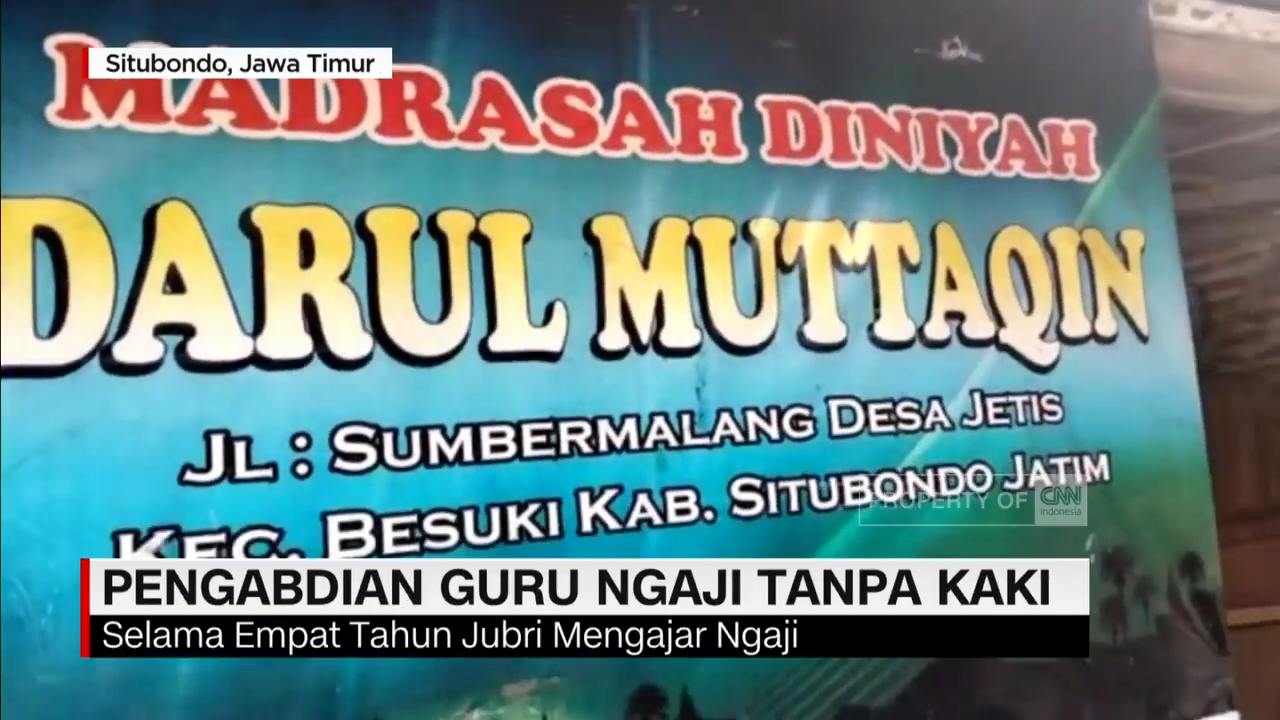 Situbondo, Jawa Timur
MADRASAH DINIYAH
DARUL MUTTAQIN
JL : SUMBERMALANG DESA JETIS
KEC. BESUKI KAB. SITUBONDO JATIM
PROPERTY OF CNN Indonesia
PENGABDIAN GURU NGAJI TANPA KAKI
Selama Empat Tahun Jubri Mengajar Ngaji